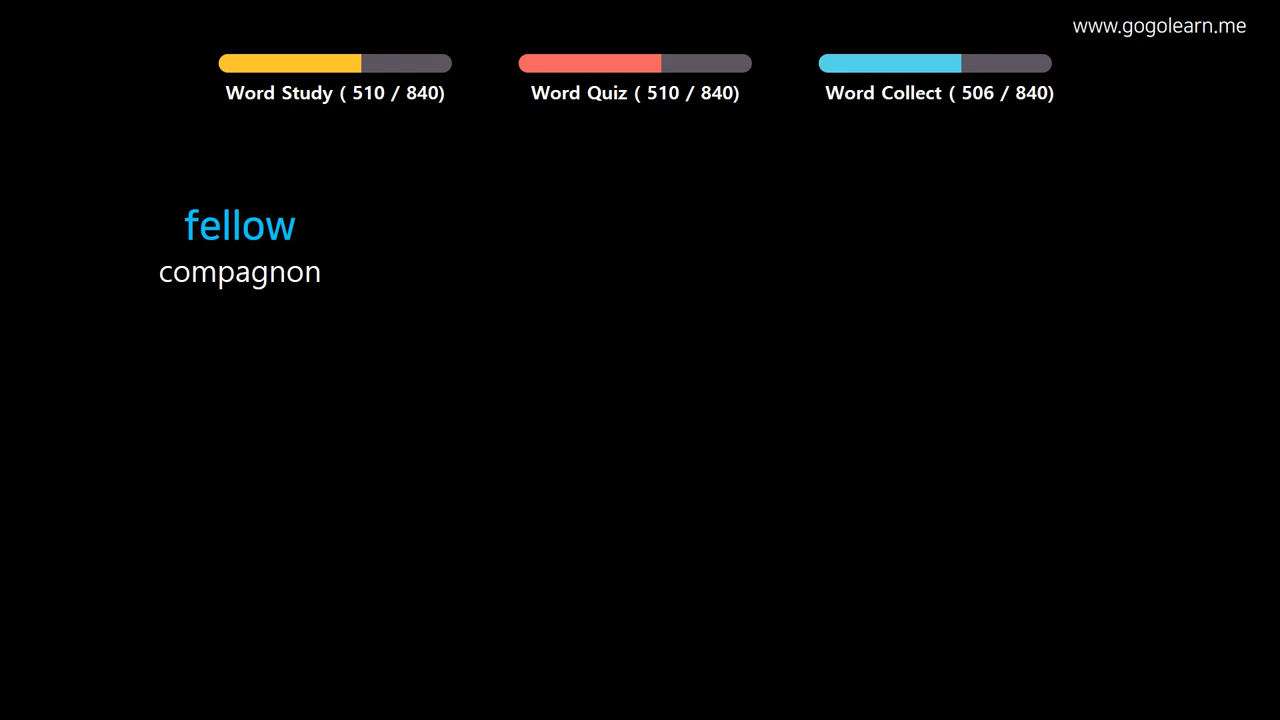 www.gogolearn.me
Word Study ( 510 / 840)
Word Quiz ( 510 / 840)
Word Collect ( 506 / 840)
fellow
compagnon